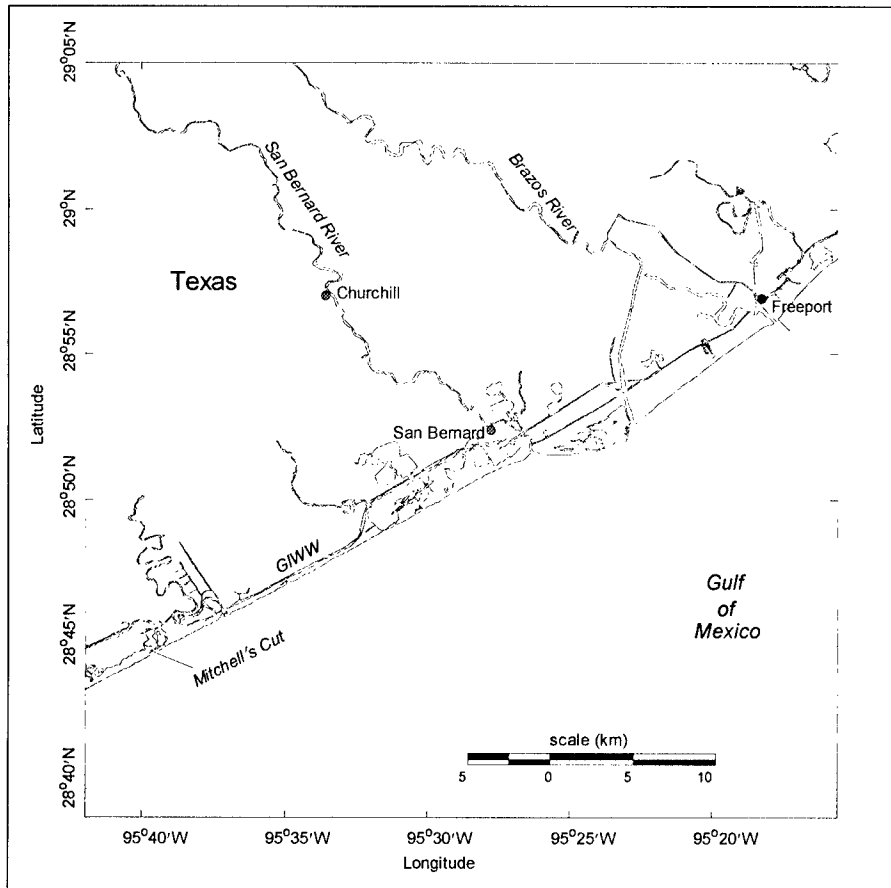 29°05'N
29°N
28°55'N
28°50'N
28°45'N
28°40'N
Latitude
San Bernard River
Brazos River
Texas
Churchill
Freeport
San Bernard
GIWW
Gulf
of
Mexico
Mitchell's Cut
scale (km)
5 0 5 10
95°40'W 95°35'W 95°30'W 95°25'W 95°20'W
Longitude